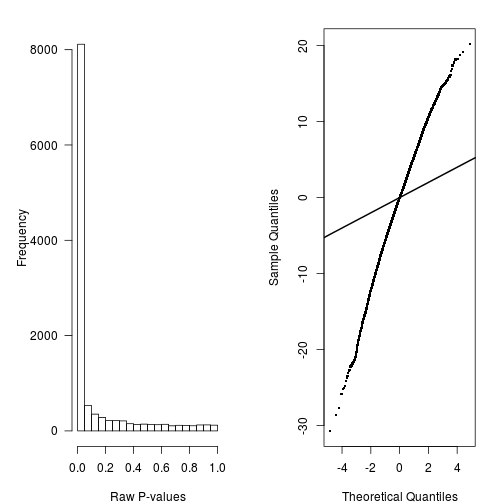 8000
6000
4000
2000
0
Frequency
0.0 0.2 0.4 0.6 0.8 1.0
Raw P-values
20
10
0
-10
-20
-30
Sample Quantiles
-4 -2 0 2 4
Theoretical Quantiles